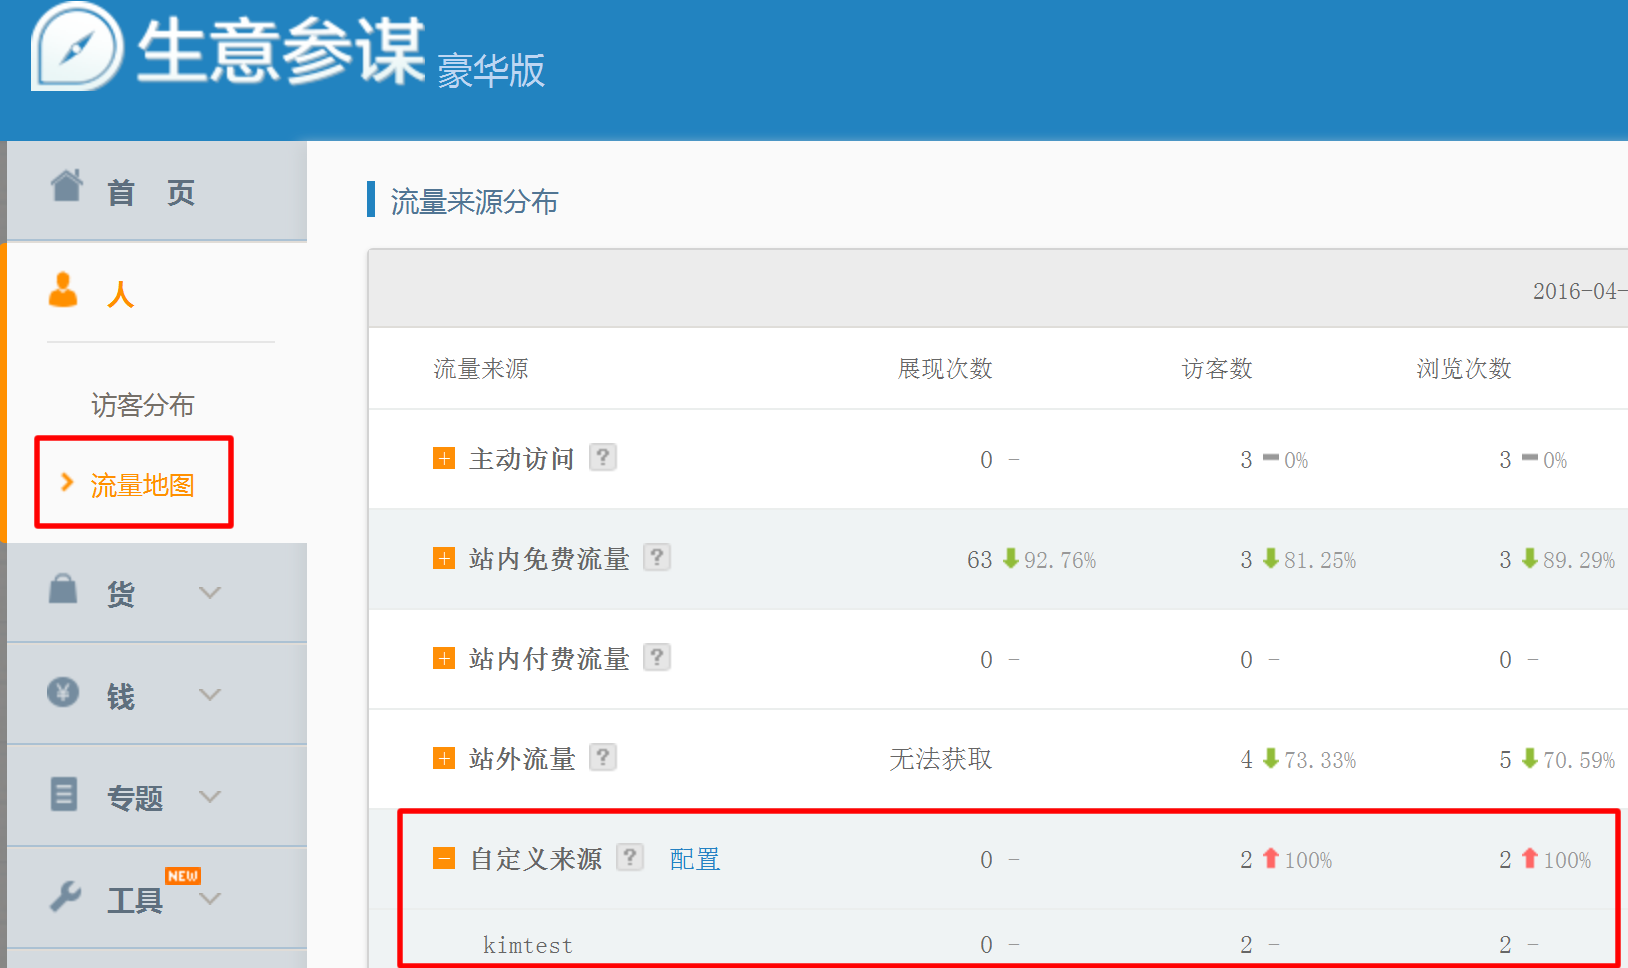 生意参谋 豪华版
首 页
人
访客分布
流量地图
货
钱
专题
工具 NEW
流量来源分布
2016-04-
流量来源 展现次数 访客数 浏览次数
主动访问 ? 0 - 3 0% 3 0%
站内免费流量 ? 63 92.76% 3 81.25% 3 89.29%
站内付费流量 ? 0 - 0 - 0 -
站外流量 ? 无法获取 4 73.33% 5 70.59%
自定义来源 ? 配置 0 - 2 100% 2 100%
kimtest 0 - 2 - 2 -